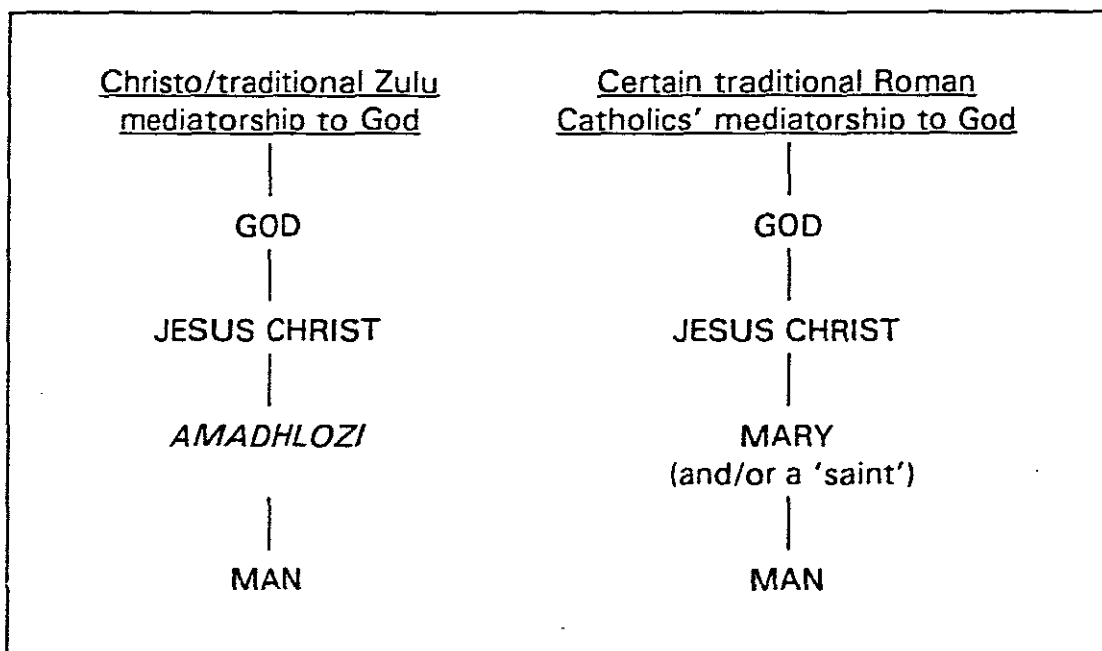 Christo/traditional Zulu
mediatorship to God
GOD
JESUS CHRIST
AMADHLOZI
MAN
Certain traditional Roman
Catholics' mediatorship to God
GOD
JESUS CHRIST
MARY
(and/or a 'saint')
MAN